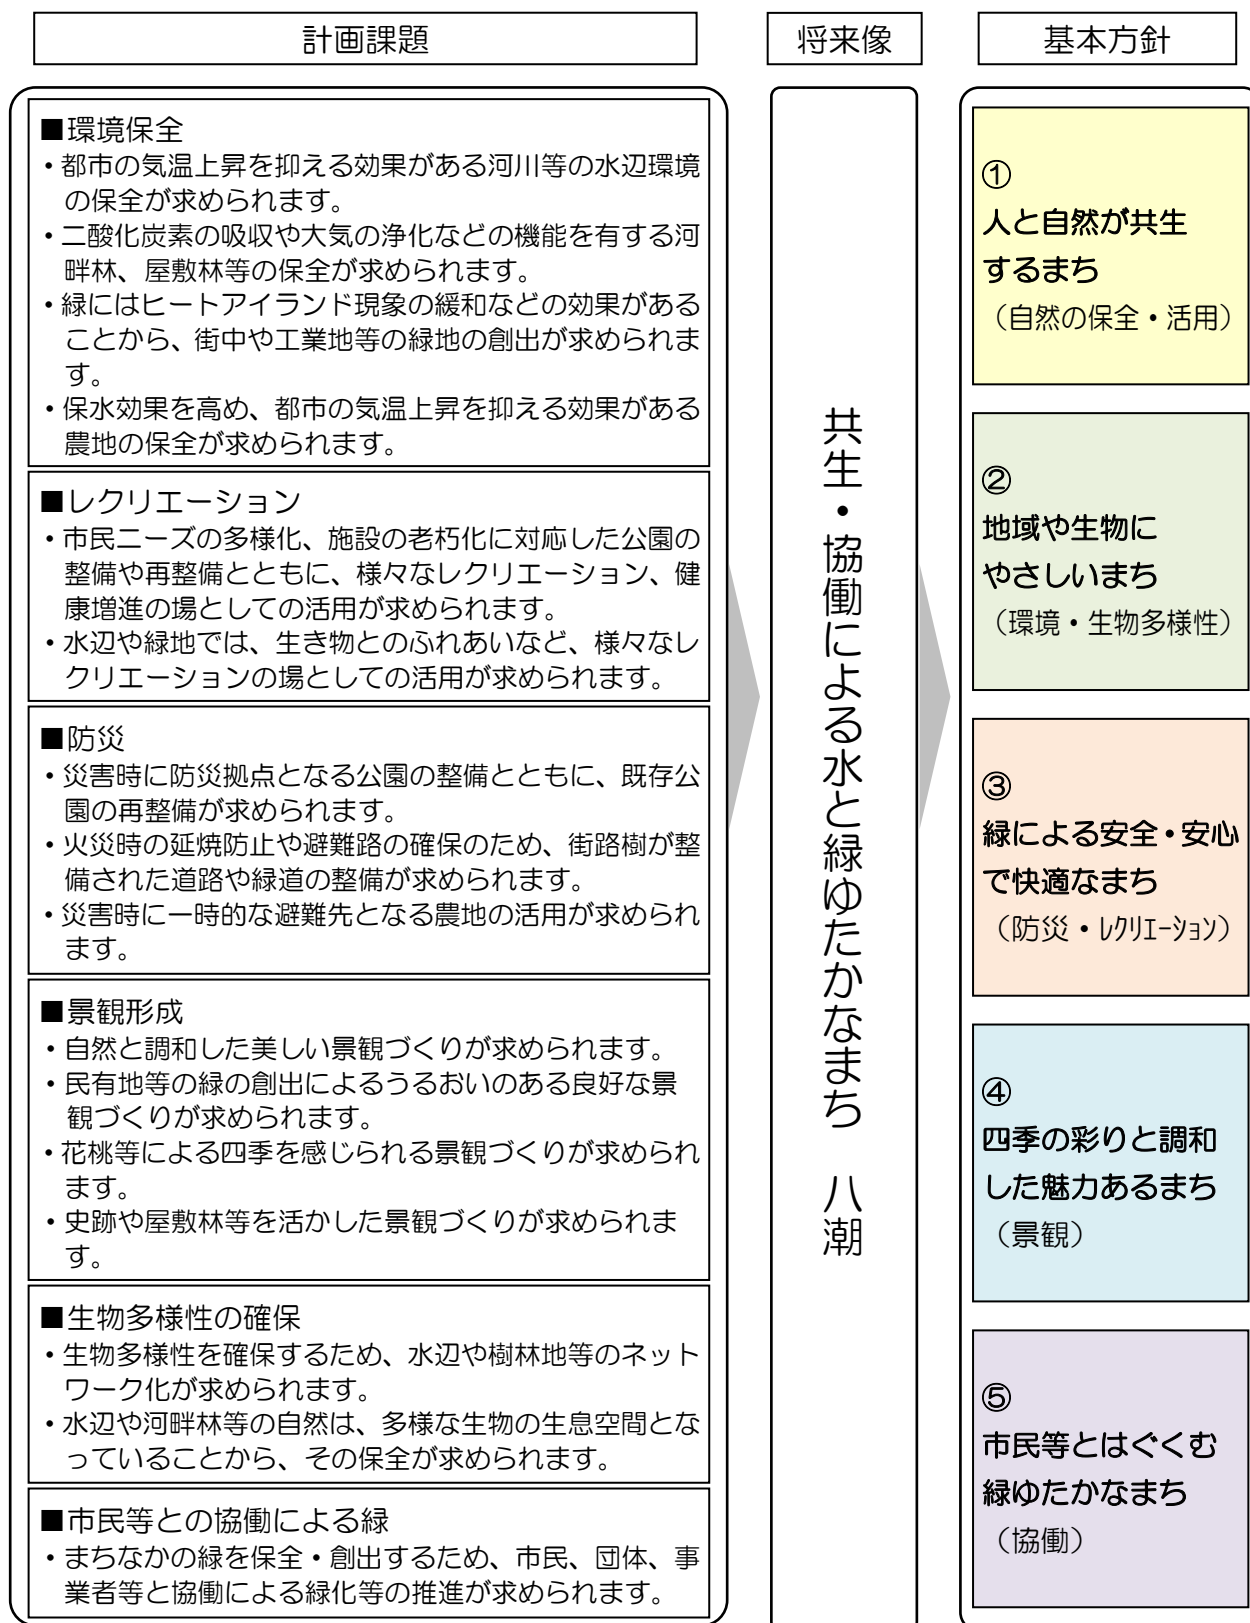 計画課題
将来像
基本方針
■環境保全
・都市の気温上昇を抑える効果がある河川等の水辺環境
の保全が求められます。
・二酸化炭素の吸収や大気の浄化などの機能を有する河
畔林、屋敷林等の保全が求められます。
・緑にはヒートアイランド現象の緩和などの効果がある
ことから、街中や工業地等の緑地の創出が求められま
す。
・保水効果を高め、都市の気温上昇を抑える効果がある
農地の保全が求められます。
■レクリエーション
・市民ニーズの多様化、施設の老朽化に対応した公園の
整備や再整備とともに、様々なレクリエーション、健
康増進の場としての活用が求められます。
・水辺や緑地では、生き物とのふれあいなど、様々なレ
クリエーションの場としての活用が求められます。
■防災
・災害時に防災拠点となる公園の整備とともに、既存公
園の再整備が求められます。
・火災時の延焼防止や避難路の確保のため、街路樹が整
備された道路や緑道の整備が求められます。
・災害時に一時的な避難先となる農地の活用が求められ
ます。
■景観形成
・自然と調和した美しい景観づくりが求められます。
・民有地等の緑の創出によるうるおいのある良好な景
観づくりが求められます。
・花桃等による四季を感じられる景観づくりが求められ
ます。
・史跡や屋敷林等を活かした景観づくりが求められま
す。
■生物多様性の確保
・生物多様性を確保するため、水辺や樹林地等のネット
ワーク化が求められます。
・水辺や河畔林等の自然は、多様な生物の生息空間とな
っていることから、その保全が求められます。
■市民等との協働による緑
・まちなかの緑を保全・創出するため、市民、団体、事
業者等と協働による緑化等の推進が求められます。
共生・協働による水と緑ゆたかなまち　八潮
①
人と自然が共生
するまち
（自然の保全・活用）
②
地域や生物に
やさしいまち
（環境・生物多様性）
③
緑による安全・安心
で快適なまち
（防災・ﾚｸﾘｴｰｼｮﾝ）
④
四季の彩りと調和
した魅力あるまち
（景観）
⑤
市民等とはぐくむ
緑ゆたかなまち
（協働）